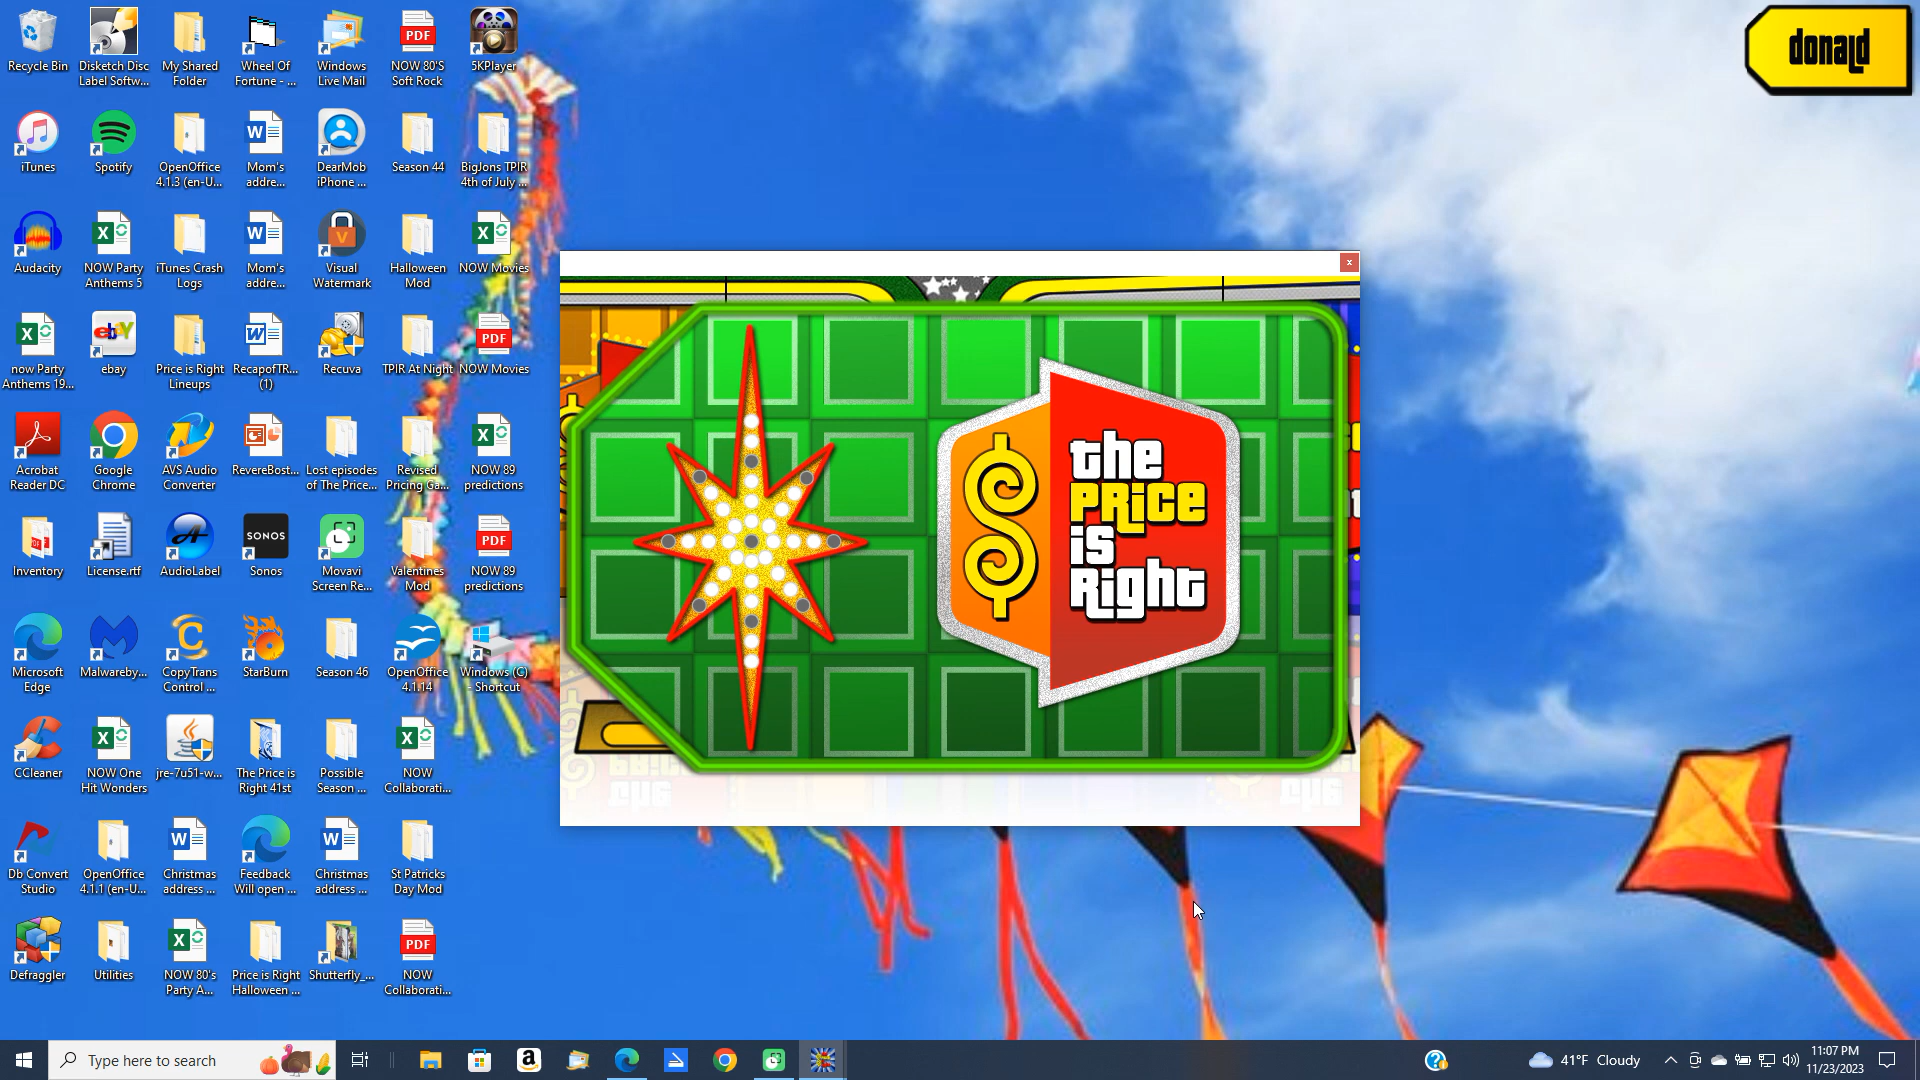 Recycle Bin
Disketch Disc
Label Softw...
My Shared
Folder
Wheel Of
Fortune - ...
Windows
Live Mail
PDF
NOW 80'S
Soft Rock
5KPlayer
donald
iTunes
Spotify
OpenOffice
4.1.3 (en-U...
Mom's
addre...
DearMob
iPhone ...
Season 44
BigJons TPIR
4th of July ...
Audacity
NOW Party
Anthems 5
iTunes Crash
Logs
Mom's
addre...
Visual
Watermark
Halloween
Mod
NOW Movies
now Party
Anthems 19...
ebay
ebay
Price is Right
Lineups
RecapofTR...
(1)
Recuva
TPIR At Night
PDF
NOW Movies
the
PRICE
is
Right
Acrobat
Reader DC
Google
Chrome
AVS Audio
Converter
RevereBost...
Lost episodes
of The Price...
Revised
Pricing Ga...
NOW 89
predictions
Inventory
License.rtf
AudioLabel
SONOS
Sonos
Movavi
Screen Re...
Valentines
Mod
PDF
NOW 89
predictions
Microsoft
Edge
Malwareby...
CopyTrans
Control ...
StarBurn
Season 46
OpenOffice
4.1.14
Windows (C)
- Shortcut
CCleaner
NOW One
Hit Wonders
jre-7u51-w...
The Price is
Right 41st
Possible
Season ...
NOW
Collaborati...
Db Convert
Studio
OpenOffice
4.1.1 (en-U...
Christmas
address ...
Feedback
Will open ...
Christmas
address ...
St Patricks
Day Mod
Defraggler
Utilities
NOW 80's
Party A...
Price is Right
Halloween ...
Shutterfly_...
PDF
NOW
Collaborati...
Type here to search
41°F Cloudy
11:07 PM
11/23/2023